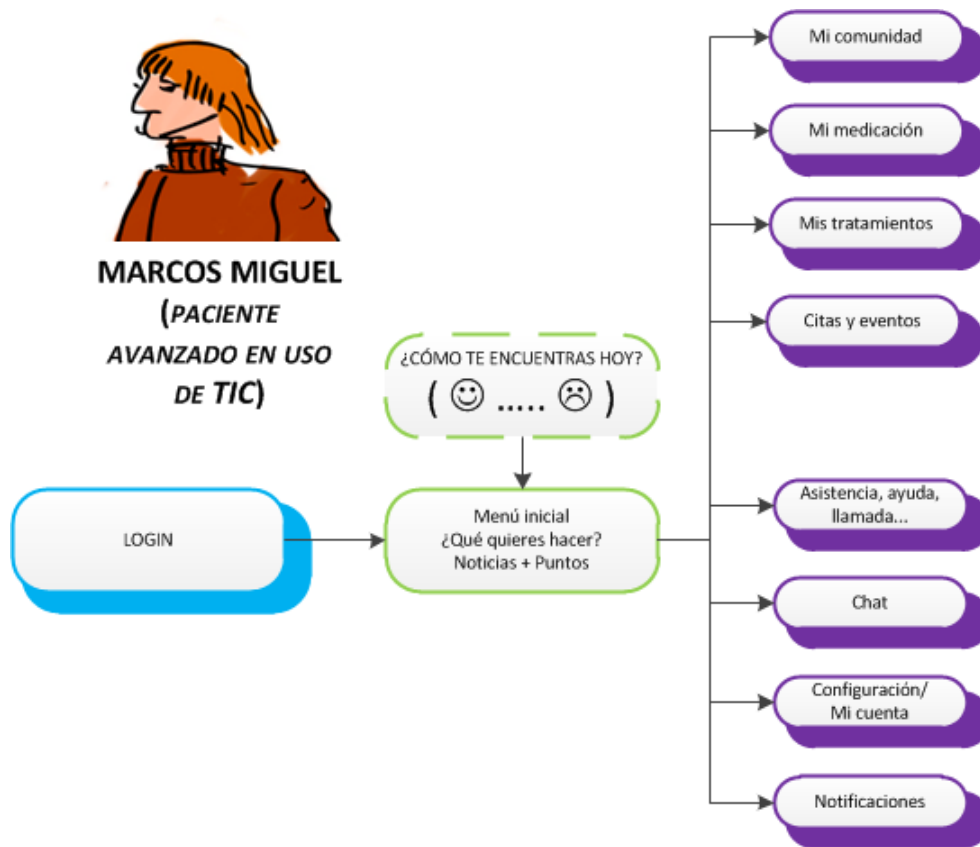 MARCOS MIGUEL
(PACIENTE
AVANZADO EN USO
DE TIC)
¿CÓMO TE ENCUENTRAS HOY?
( ☺ ..... ☹ )
LOGIN
Menú inicial
¿Qué quieres hacer?
Noticias + Puntos
Mi comunidad
Mi medicación
Mis tratamientos
Citas y eventos
Asistencia, ayuda,
llamada...
Chat
Configuración/
Mi cuenta
Notificaciones